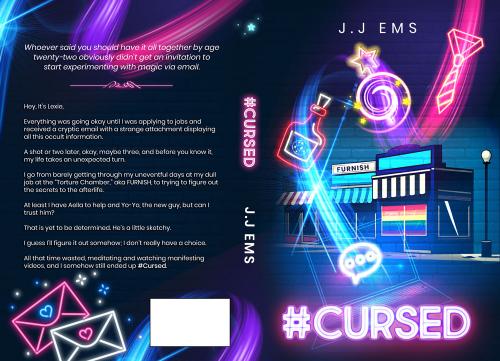 Whoever said you should have it all together by age
twenty-two obviously didn't get an invitation to
start experimenting with magic via email.
Hey, It's Lexie,
Everything was going okay until I was applying to jobs and
received a cryptic email with a strange attachment displaying
all this occult information.
A shot or two later, okay, maybe three, and before you know it,
my life takes an unexpected turn.
I go from barely getting through my uneventful days at my dull
job at the "Torture Chamber," aka FURNISH, to trying to figure out
the secrets to the afterlife.
At least I have Aella to help and Yo-Yo, the new guy, but can I
trust him?
That is yet to be determined. He's a little sketchy.
I guess I'll figure it out somehow; I don't really have a choice.
All that time wasted, meditating and watching manifesting
videos, and I somehow still ended up #Cursed.
#CURSED
J.J EMS
J.J EMS
FURNISH
#CURSED